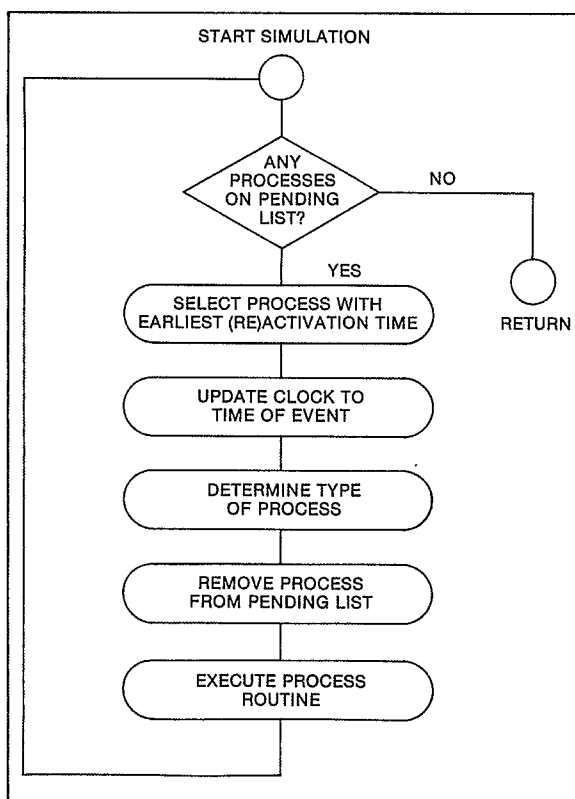 START SIMULATION
ANY
PROCESSES
ON PENDING
LIST?
NO
YES
SELECT PROCESS WITH
EARLIEST (RE)ACTIVATION TIME
RETURN
UPDATE CLOCK TO
TIME OF EVENT
DETERMINE TYPE
OF PROCESS
REMOVE PROCESS
FROM PENDING LIST
EXECUTE PROCESS
ROUTINE